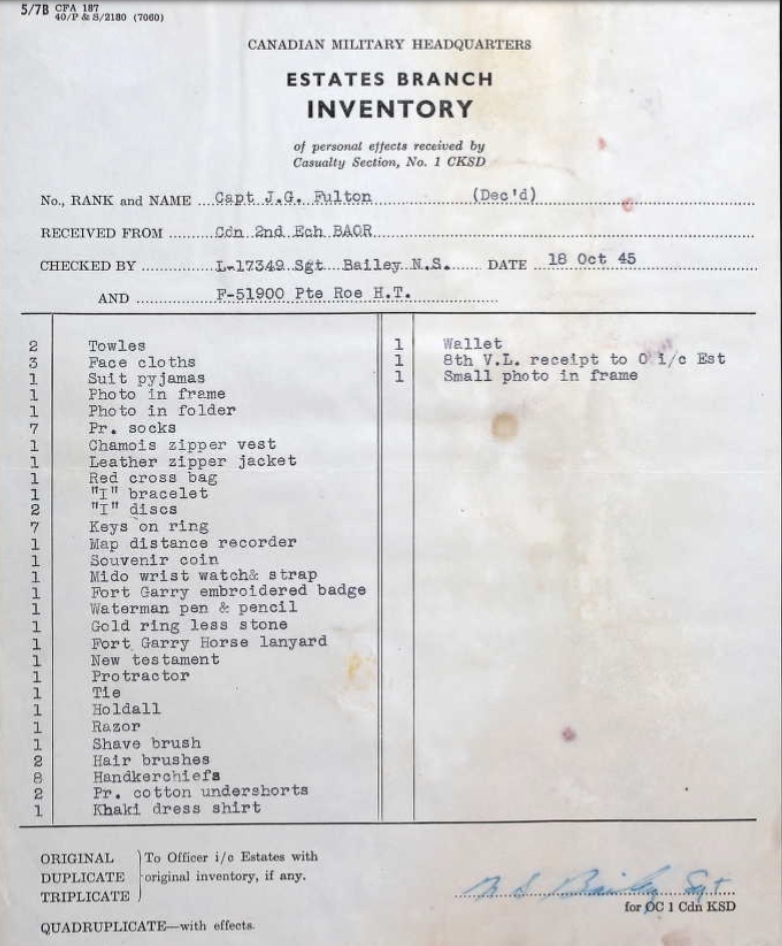 5/7B CFA 187
40/P & S/2180 (7060)
CANADIAN MILITARY HEADQUARTERS
ESTATES BRANCH
INVENTORY
of personal effects received by
Casualty Section, No. 1 CKSD
No., RANK and NAME Capt J.G. Fulton (Dec'd)
RECEIVED FROM Cdn 2nd Ech BAOR
CHECKED BY L-17349 Sgt Bailey N.S. DATE 18 Oct 45
AND F-51900 Pte Roe H.T.
2 Towles
3 Face cloths
1 Suit pyjamas
1 Photo in frame
1 Photo in folder
7 Pr. socks
1 Chamois zipper vest
1 Leather zipper jacket
1 Red cross bag
1 "I" bracelet
2 "I" discs
7 Keys on ring
1 Map distance recorder
1 Souvenir coin
1 Mido wrist watch& strap
1 Fort Garry embroidered badge
1 Waterman pen & pencil
1 Gold ring less stone
1 Fort Garry Horse lanyard
1 New testament
1 Protractor
1 Tie
1 Holdall
1 Razor
1 Shave brush
2 Hair brushes
8 Handkerchiefs
2 Pr. cotton undershorts
1 Khaki dress shirt
1 Wallet
1 8th V.L. receipt to O i/c Est
1 Small photo in frame
ORIGINAL
DUPLICATE
TRIPLICATE
To Officer i/c Estates with
original inventory, if any.
QUADRUPLICATE—with effects.
N S Bailey Sgt
for OC 1 Cdn KSD